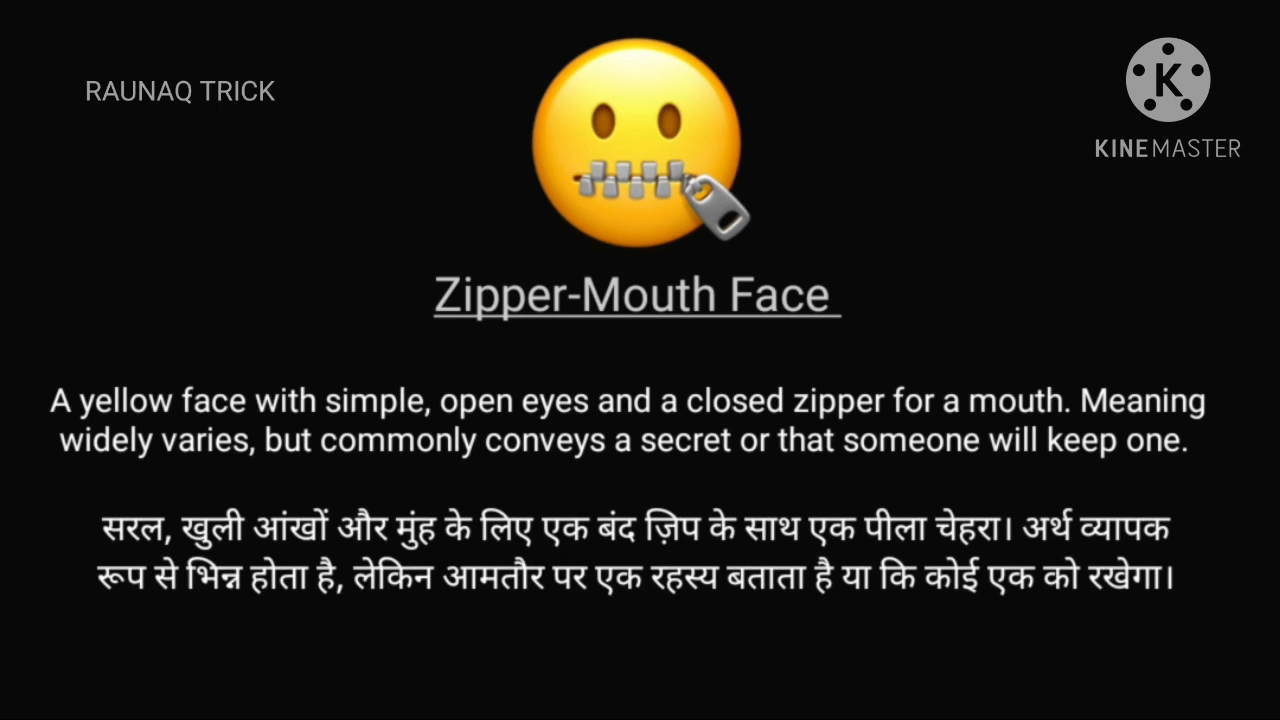 RAUNAQ TRICK
K
KINEMASTER
Zipper-Mouth Face
A yellow face with simple, open eyes and a closed zipper for a mouth. Meaning
widely varies, but commonly conveys a secret or that someone will keep one.
सरल, खुली आंखों और मुंह के लिए एक बंद ज़िप के साथ एक पीला चेहरा। अर्थ व्यापक
रूप से भिन्न होता है, लेकिन आमतौर पर एक रहस्य बताता है या कि कोई एक को रखेगा।